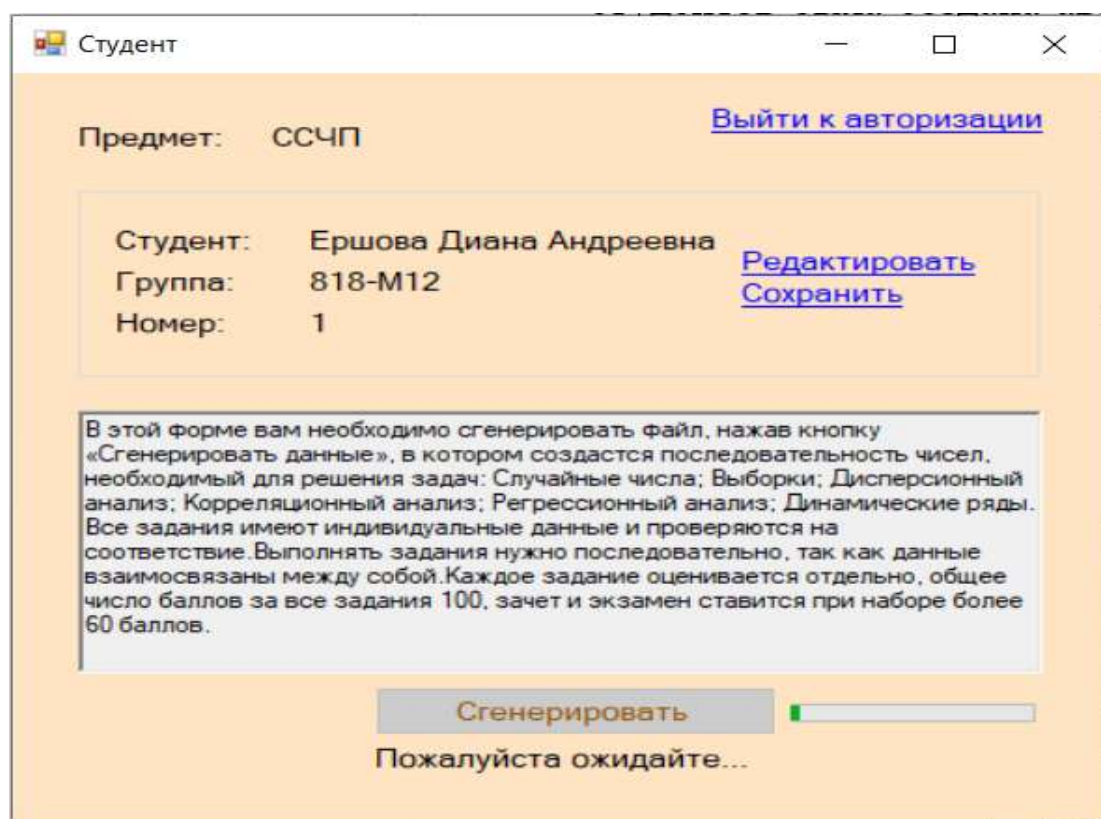 Студент
Выйти к авторизации
Предмет: ССЧП
Студент: Ершова Диана Андреевна
Группа: 818-М12
Номер: 1
Редактировать
Сохранить
В этой форме вам необходимо сгенерировать файл, нажав кнопку
«Сгенерировать данные», в котором создастся последовательность чисел,
необходимый для решения задач: Случайные числа; Выборки; Дисперсионный
анализ; Корреляционный анализ; Регрессионный анализ; Динамические ряды.
Все задания имеют индивидуальные данные и проверяются на
соответствие.Выполнять задания нужно последовательно, так как данные
взаимосвязаны между собой.Каждое задание оценивается отдельно, общее
число баллов за все задания 100, зачет и экзамен ставится при наборе более
60 баллов.
Сгенерировать
Пожалуйста ожидайте...